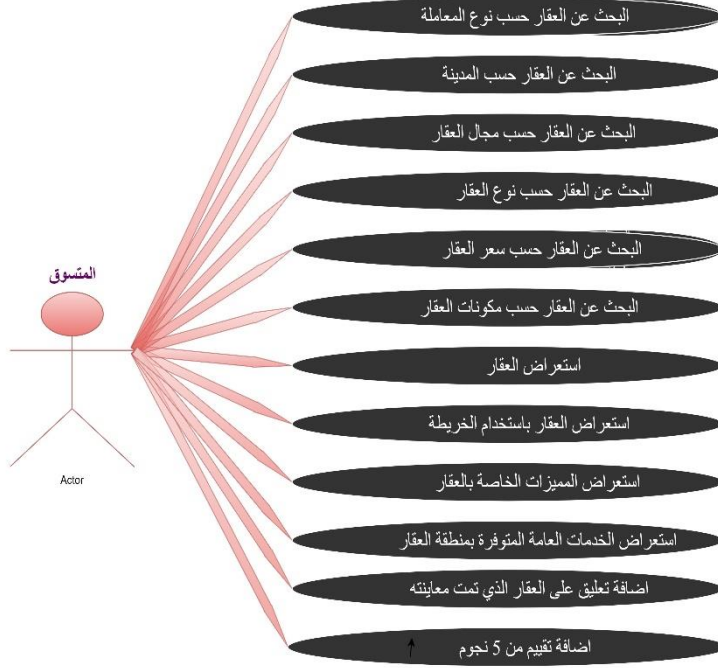 البحث عن العقار حسب نوع المعاملة
البحث عن العقار حسب المدينة
البحث عن العقار حسب مجال العقار
البحث عن العقار حسب نوع العقار
البحث عن العقار حسب سعر العقار
المتسوق
البحث عن العقار حسب مكونات العقار
استعراض العقار
استعراض العقار باستخدام الخريطة
استعراض المميزات الخاصة بالعقار
Actor
استعراض الخدمات العامة المتوفرة بمنطقة العقار
اضافة تعليق على العقار الذي تمت معاينته
اضافة تقييم من 5 نجوم